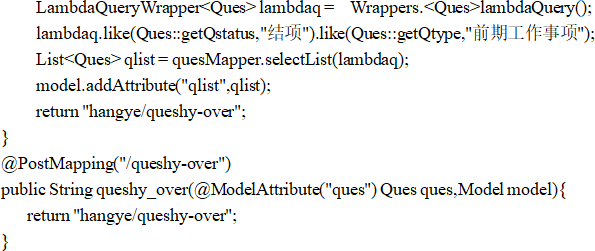 LambdaQueryWrapper<Ques> lambdaq = Wrappers.<Ques>lambdaQuery();
lambdaq.like(Ques::getQstatus,"结项").like(Ques::getQtype,"前期工作事项");
List<Ques> qlist = quesMapper.selectList(lambdaq);
model.addAttribute("qlist",qlist);
return "hangye/queshy-over";
}
@PostMapping("/queshy-over")
public String queshy_over(@ModelAttribute("ques") Ques ques,Model model){
return "hangye/queshy-over";
}